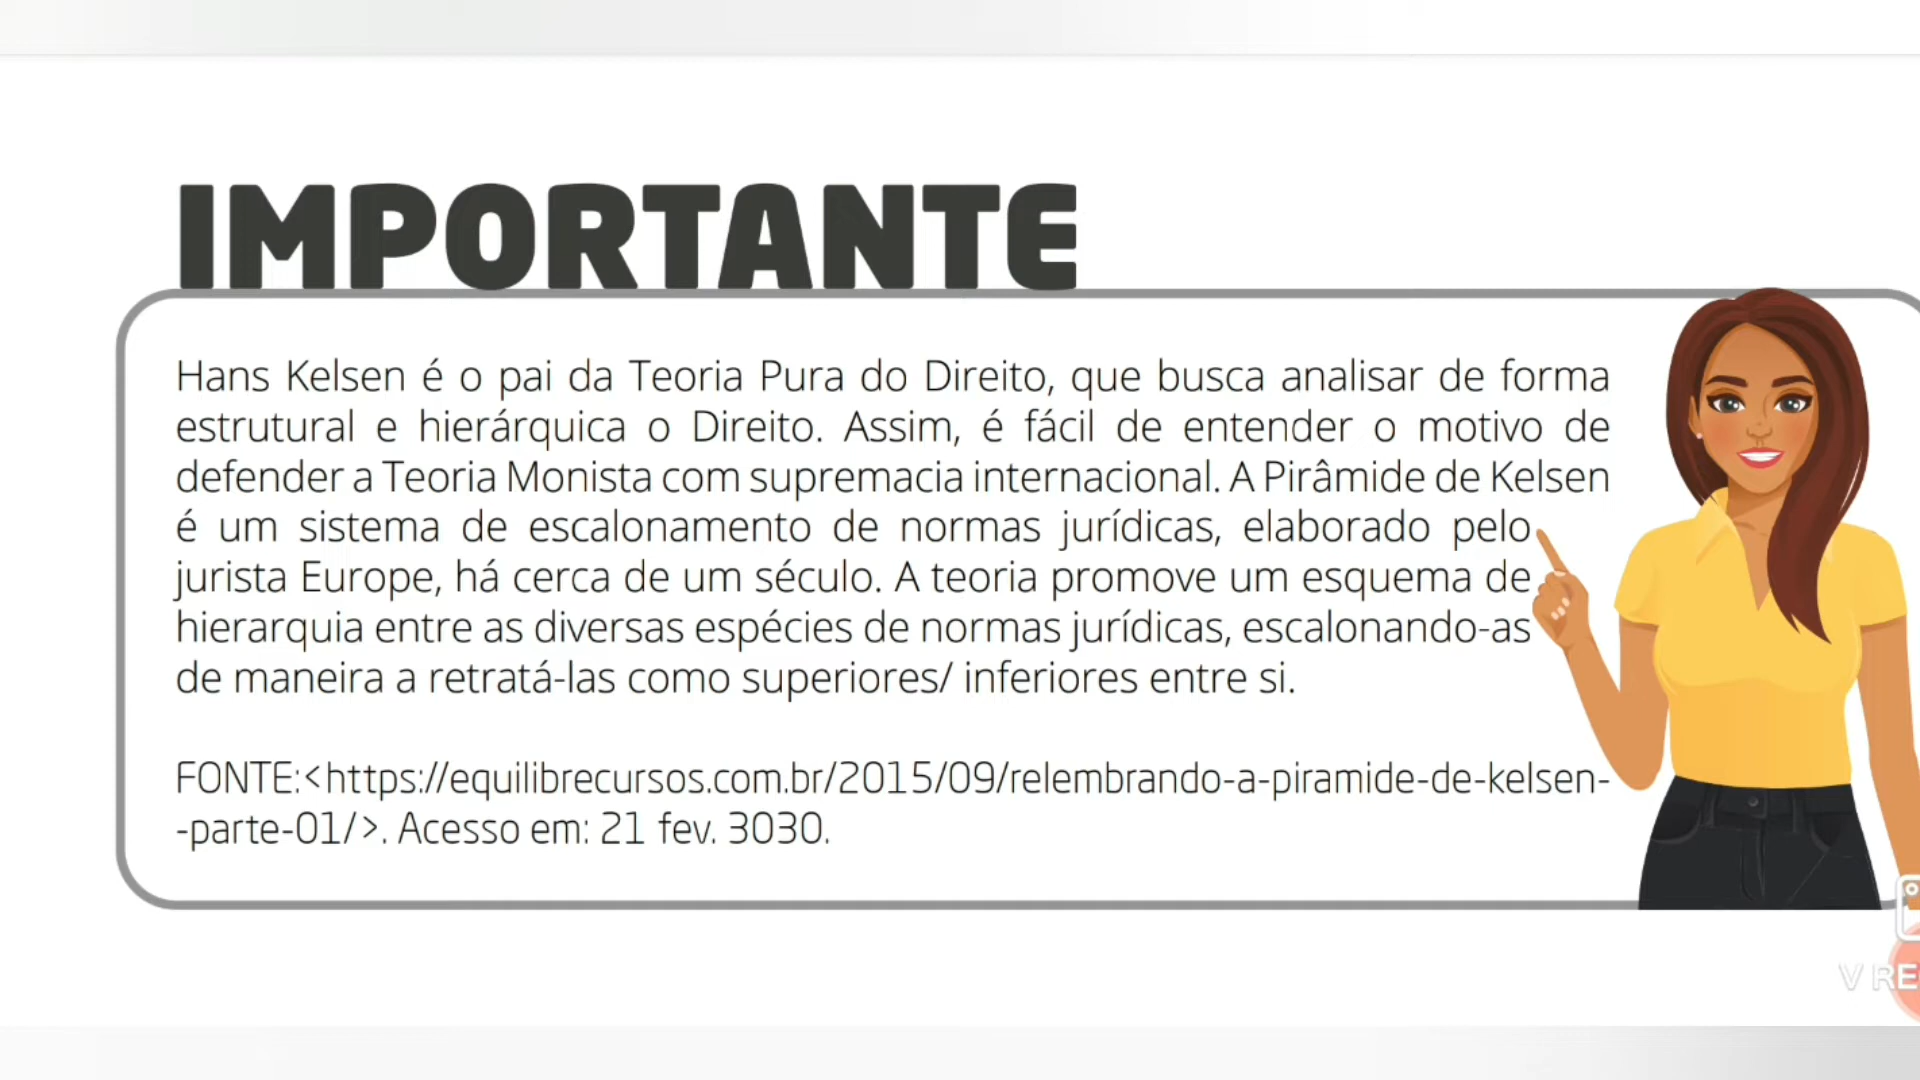 IMPORTANTE
Hans Kelsen é o pai da Teoria Pura do Direito, que busca analisar de forma
estrutural e hierárquica o Direito. Assim, é fácil de entender o motivo de
defender a Teoria Monista com supremacia internacional. A Pirâmide de Kelsen
é um sistema de escalonamento de normas jurídicas, elaborado pelo
jurista Europe, há cerca de um século. A teoria promove um esquema de
hierarquia entre as diversas espécies de normas jurídicas, escalonando-as
de maneira a retratá-las como superiores/ inferiores entre si.
FONTE:<https://equilibrecursos.com.br/2015/09/relembrando-a-piramide-de-kelsen-
-parte-01/>. Acesso em: 21 fev. 3030.
V RE